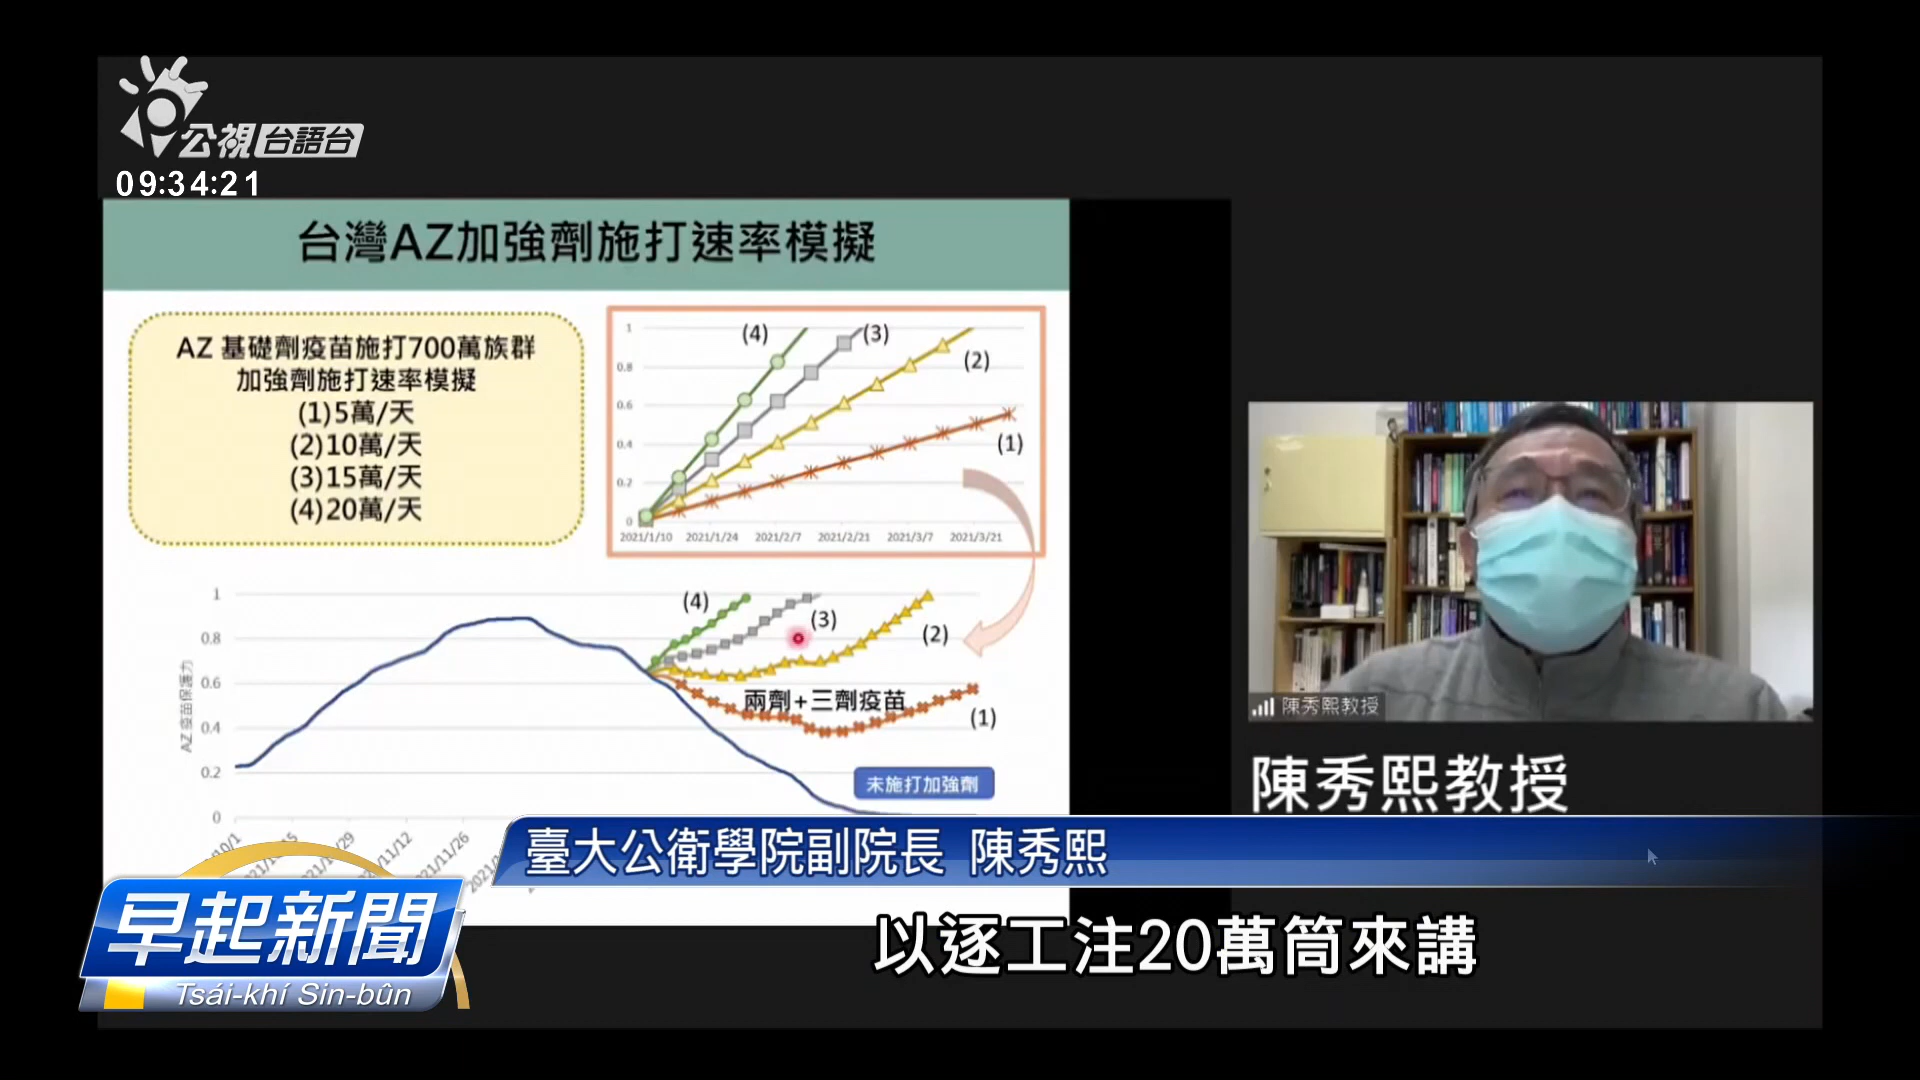 公視台語台
09:34:21
台灣AZ加強劑施打速率模擬
AZ 基礎劑疫苗施打700萬族群
加強劑施打速率模擬
(1)5萬/天
(2)10萬/天
(3)15萬/天
(4)20萬/天
1
0.8
0.6
0.4
0.2
0
(4)
(3)
(2)
(1)
2021/1/10 2021/1/24 2021/2/7 2021/2/21 2021/3/7 2021/3/21
AZ 疫苗保護力
1
0.8
0.6
0.4
0.2
0
(4)
(3)
(2)
兩劑+三劑疫苗
(1)
未施打加強劑
陳秀熙教授
陳秀熙教授
臺大公衛學院副院長 陳秀熙
早起新聞
Tsái-khí Sin-bûn
以逐工注20萬筒來講